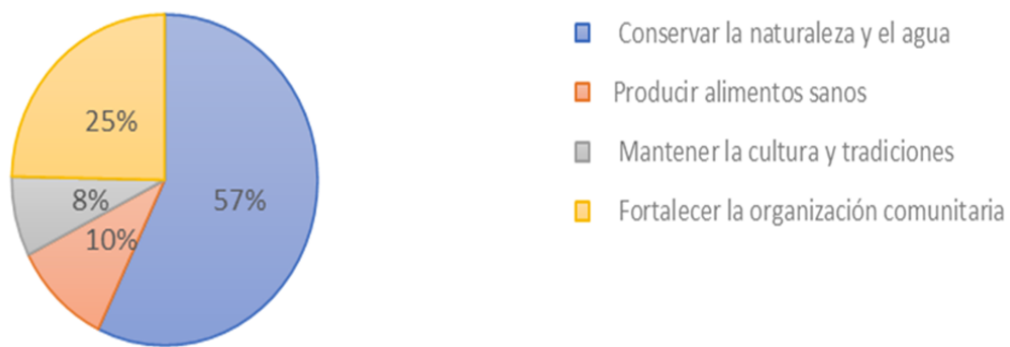 25%
8%
10%
57%
Conservar la naturaleza y el agua
Producir alimentos sanos
Mantener la cultura y tradiciones
Fortalecer la organización comunitaria